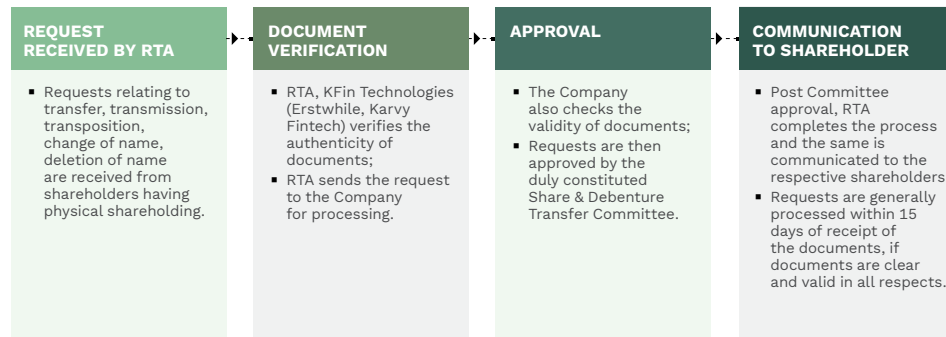 REQUEST
RECEIVED BY RTA
▪ Requests relating to
transfer, transmission,
transposition,
change of name,
deletion of name
are received from
shareholders having
physical shareholding.
DOCUMENT
VERIFICATION
▪ RTA, KFin Technologies
(Erstwhile, Karvy
Fintech) verifies the
authenticity of
documents;
▪ RTA sends the request
to the Company
for processing.
APPROVAL
▪ The Company
also checks the
validity of documents;
▪ Requests are then
approved by the
duly constituted
Share & Debenture
Transfer Committee.
COMMUNICATION
TO SHAREHOLDER
▪ Post Committee
approval, RTA
completes the process
and the same is
communicated to the
respective shareholders
▪ Requests are generally
processed within 15
days of receipt of
the documents, if
documents are clear
and valid in all respects.